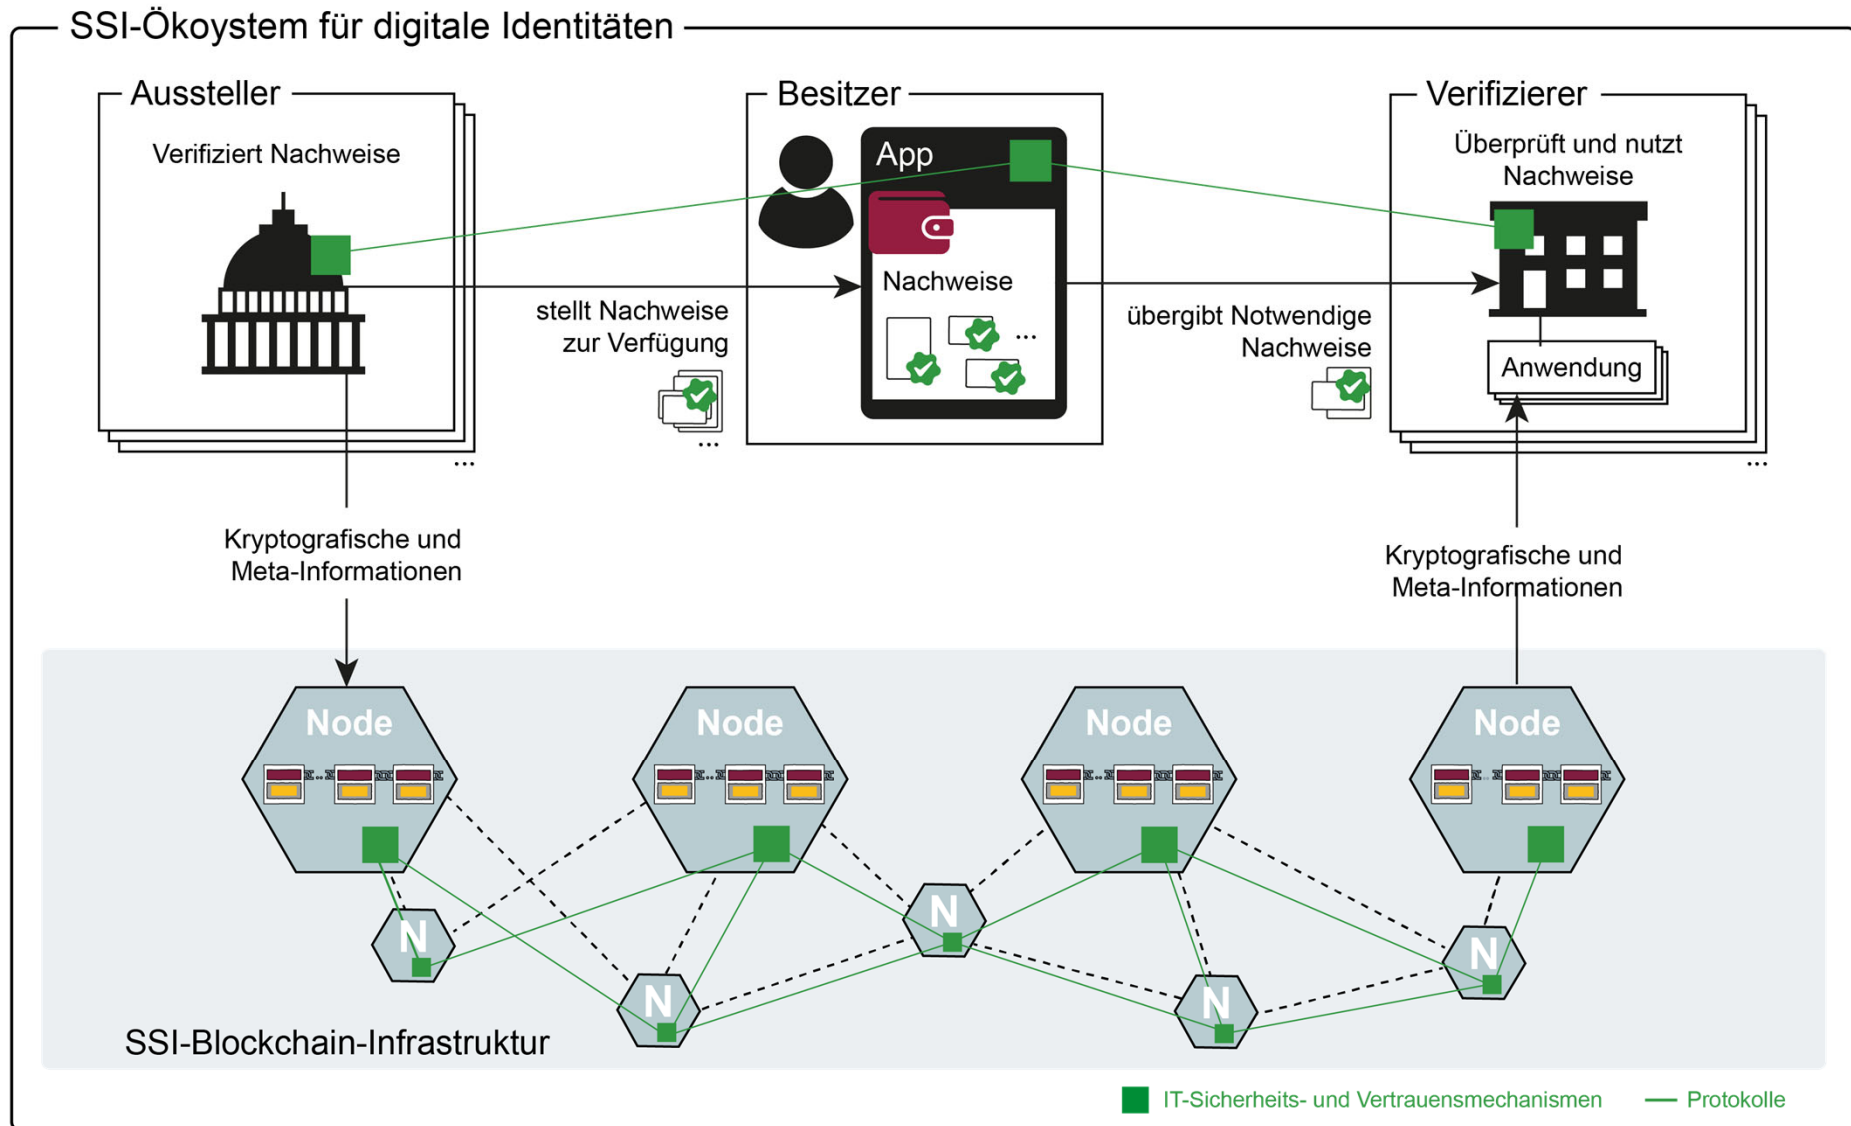 SSI-Ökoystem für digitale Identitäten
Aussteller
Verifiziert Nachweise
...
stellt Nachweise
zur Verfügung
...
Besitzer
App
Nachweise
...
übergibt Notwendige
Nachweise
Verifizierer
Überprüft und nutzt
Nachweise
Anwendung
...
Kryptografische und
Meta-Informationen
Kryptografische und
Meta-Informationen
Node
Node
Node
Node
N
N
N
N
N
SSI-Blockchain-Infrastruktur
IT-Sicherheits- und Vertrauensmechanismen
Protokolle